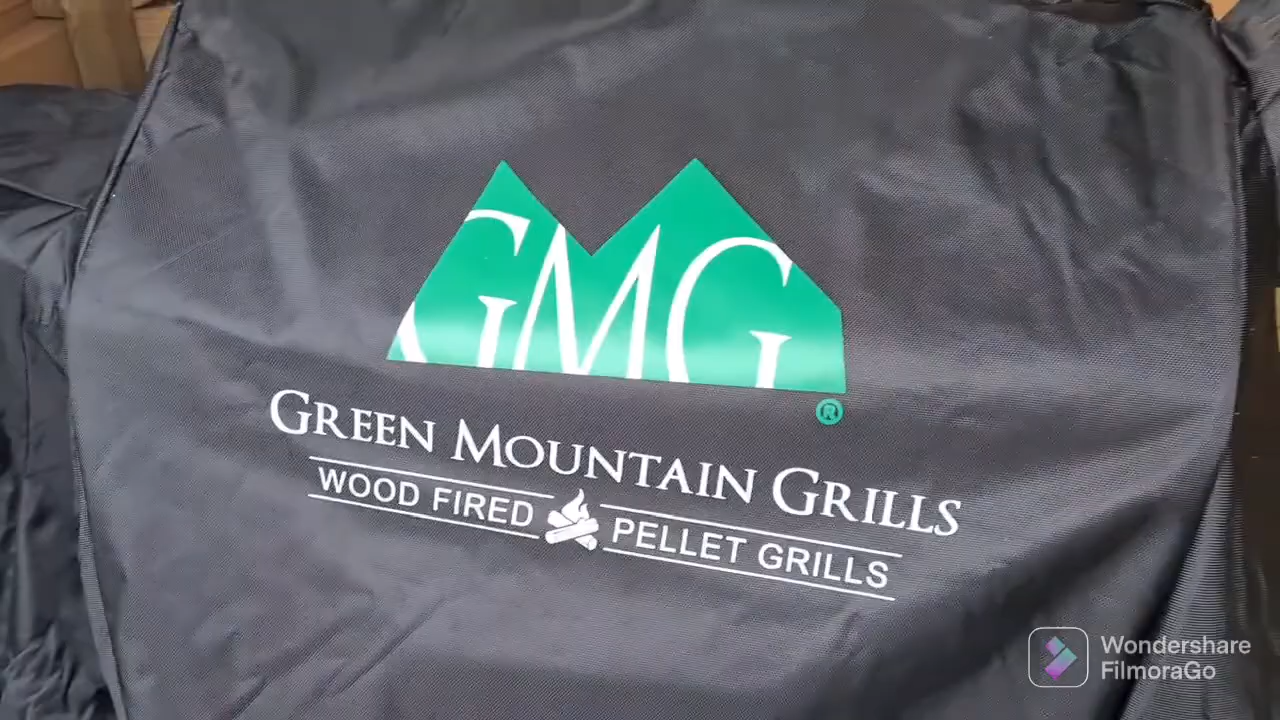 GMG
®
GREEN MOUNTAIN GRILLS
WOOD FIRED PELLET GRILLS
Wondershare
FilmoraGo